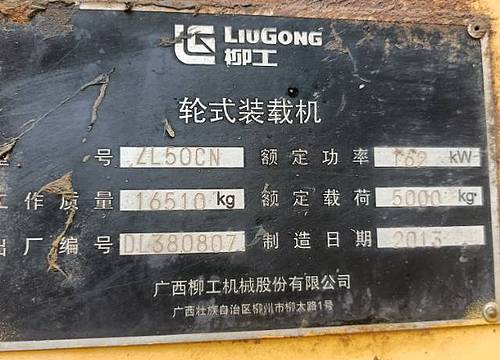 LIUGONG
柳工
轮式装载机
号 ZL50CN 额定功率 162 kW
工作质量 16510 kg 额定载荷 5000 kg
出厂编号 DL380807 制造日期 2013
广西柳工机械股份有限公司
广西壮族自治区柳州市柳太路1号